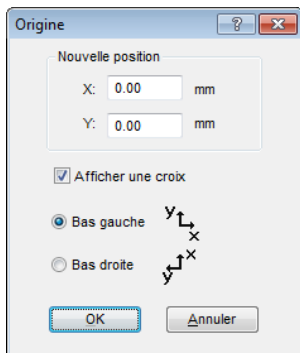 Origine
Nouvelle position
X: 0.00 mm
Y: 0.00 mm
Afficher une croix
Bas gauche y x
Bas droite y x
OK Annuler